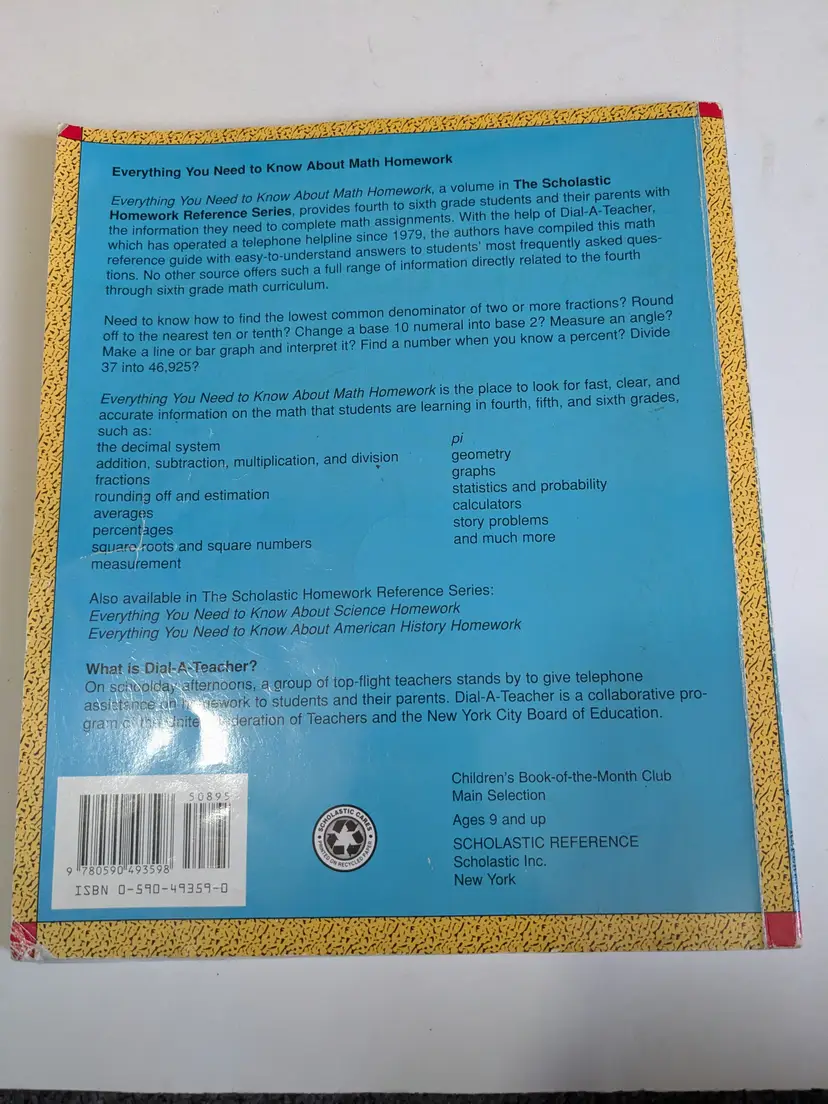 Everything You Need to Know About Math Homework
Everything You Need to Know About Math Homework, a volume in The Scholastic
Homework Reference Series, provides fourth to sixth grade students and their parents with
the information they need to complete math assignments. With the help of Dial-A-Teacher,
which has operated a telephone helpline since 1979, the authors have compiled this math
reference guide with easy-to-understand answers to students' most frequently asked ques-
tions. No other source offers such a full range of information directly related to the fourth
through sixth grade math curriculum.
Need to know how to find the lowest common denominator of two or more fractions? Round
off to the nearest ten or tenth? Change a base 10 numeral into base 2? Measure an angle?
Make a line or bar graph and interpret it? Find a number when you know a percent? Divide
37 into 46,925?
Everything You Need to Know About Math Homework is the place to look for fast, clear, and
accurate information on the math that students are learning in fourth, fifth, and sixth grades,
such as:
the decimal system
addition, subtraction, multiplication, and division
fractions
rounding off and estimation
averages
percentages
square roots and square numbers
measurement
pi
geometry
graphs
statistics and probability
calculators
story problems
and much more
Also available in The Scholastic Homework Reference Series:
Everything You Need to Know About Science Homework
Everything You Need to Know About American History Homework
What is Dial-A-Teacher?
On schoolday afternoons, a group of top-flight teachers stands by to give telephone
assistance on homework to students and their parents. Dial-A-Teacher is a collaborative pro-
gram of the United Federation of Teachers and the New York City Board of Education.
50895
9 780590 493598
ISBN 0-590-49359-0
SCHOLASTIC CARES
PRINTED ON RECYCLED PAPER
Children's Book-of-the-Month Club
Main Selection
Ages 9 and up
SCHOLASTIC REFERENCE
Scholastic Inc.
New York